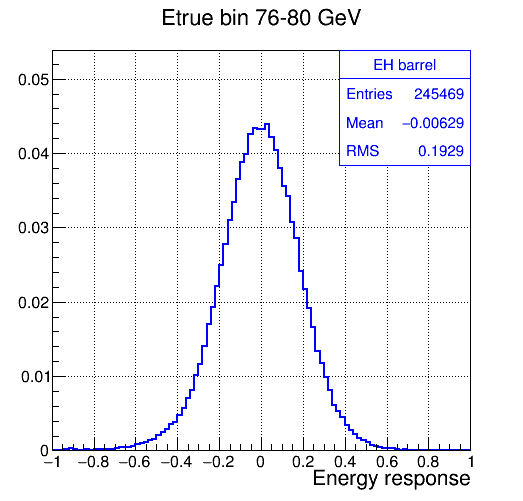 Etrue bin 76-80 GeV
EH barrel
Entries 245469
Mean −0.00629
RMS 0.1929
0.05
0.04
0.03
0.02
0.01
0
−1 −0.8 −0.6 −0.4 −0.2 0 0.2 0.4 0.6 0.8 1
Energy response